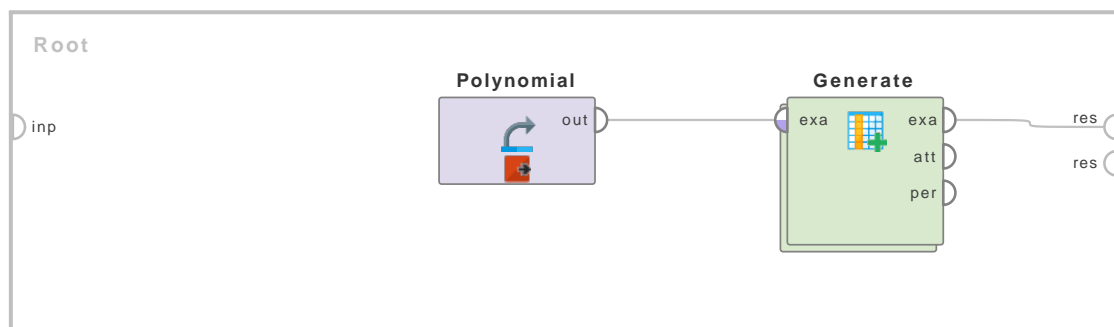 Root
Polynomial
Generate
inp
out
exa
exa
att
per
res
res